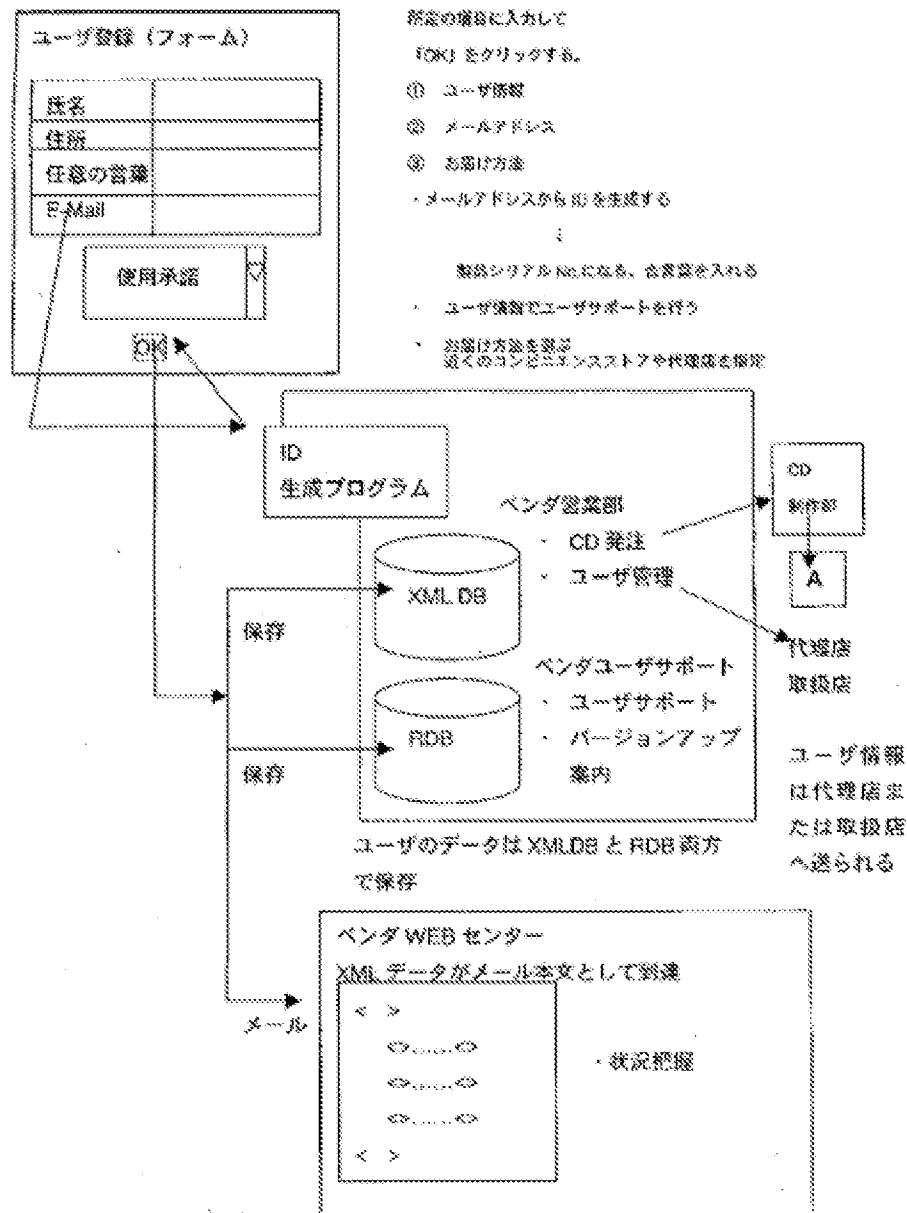 ユーザ登録（フォーム）
氏名
住所
任意の言葉
E-Mail
使用承諾
OK
所定の項目に入力して
「OK」をクリックする。
① ユーザ情報
② メールアドレス
③ お届け方法
・メールアドレスから ID を生成する
↓
製品シリアル No.になる、合言葉を入れる
・ ユーザ情報でユーザサポートを行う
・ お届け方法を選ぶ
近くのコンビニエンスストアや代理店を指定
ID
生成プログラム
ベンダ営業部
・ CD 発注
・ ユーザ管理
CD
制作部
A
XML DB
保存
代理店
取扱店
ベンダユーザサポート
・ ユーザサポート
・ バージョンアップ
案内
RDB
保存
ユーザ情報
は代理店ま
たは取扱店
へ送られる
ユーザのデータは XMLDB と RDB 両方
で保存
ベンダ WEB センター
XML データがメール本文として到達
メール
< >
<>......<>
<>......<>
<>......<>
< >
・状況把握